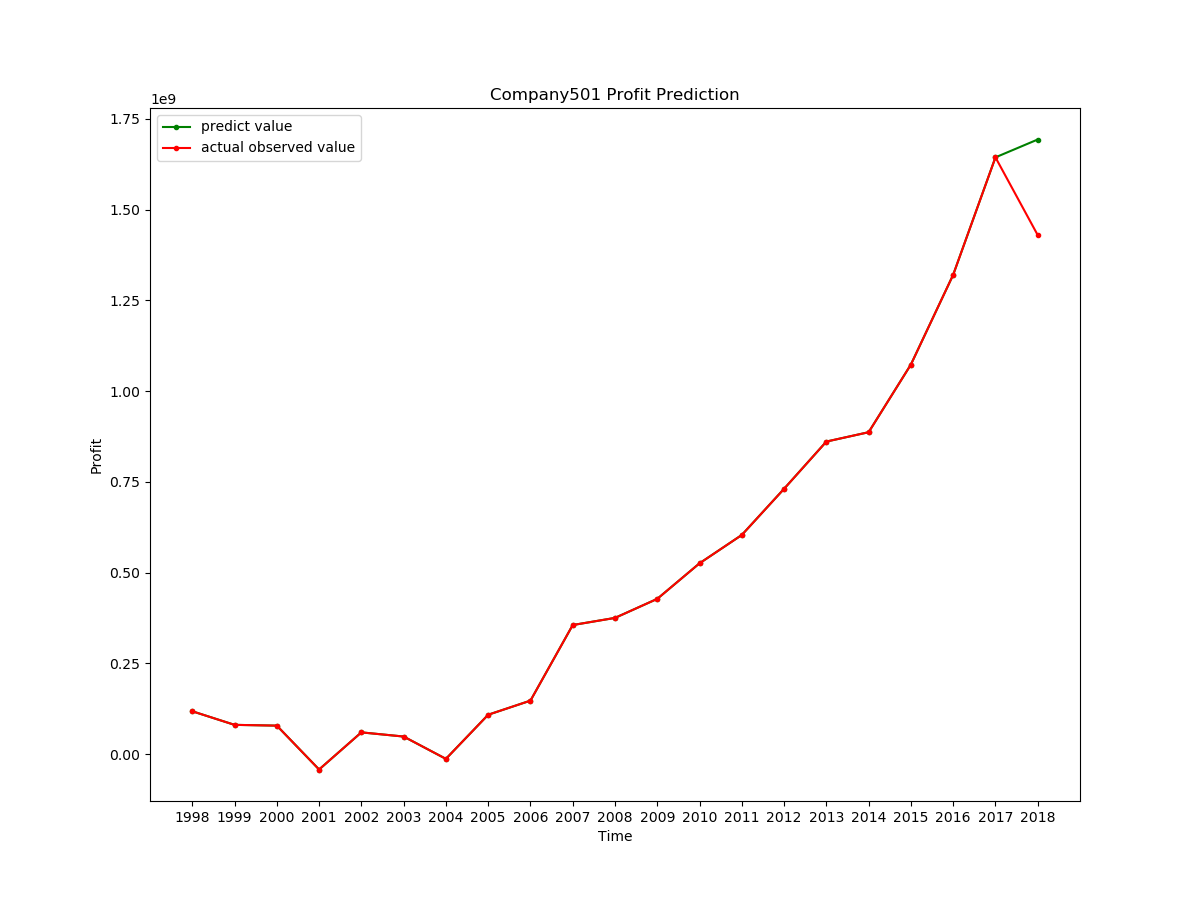 Company501 Profit Prediction
1e9
predict value
actual observed value
1.75
1.50
1.25
1.00
0.75
0.50
0.25
0.00
Profit
1998 1999 2000 2001 2002 2003 2004 2005 2006 2007 2008 2009 2010 2011 2012 2013 2014 2015 2016 2017 2018
Time